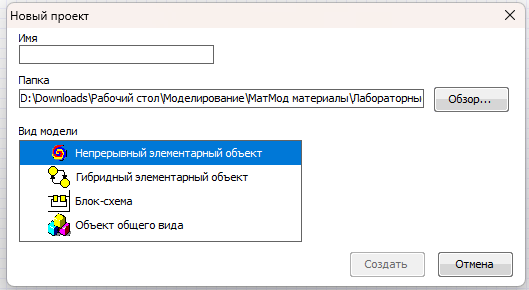 Новый проект
Имя
Папка
D:\Downloads\Рабочий стол\Моделирование\МатМод материалы\Лабораторны
Обзор...
Вид модели
Непрерывный элементарный объект
Гибридный элементарный объект
Блок-схема
Объект общего вида
Создать
Отмена